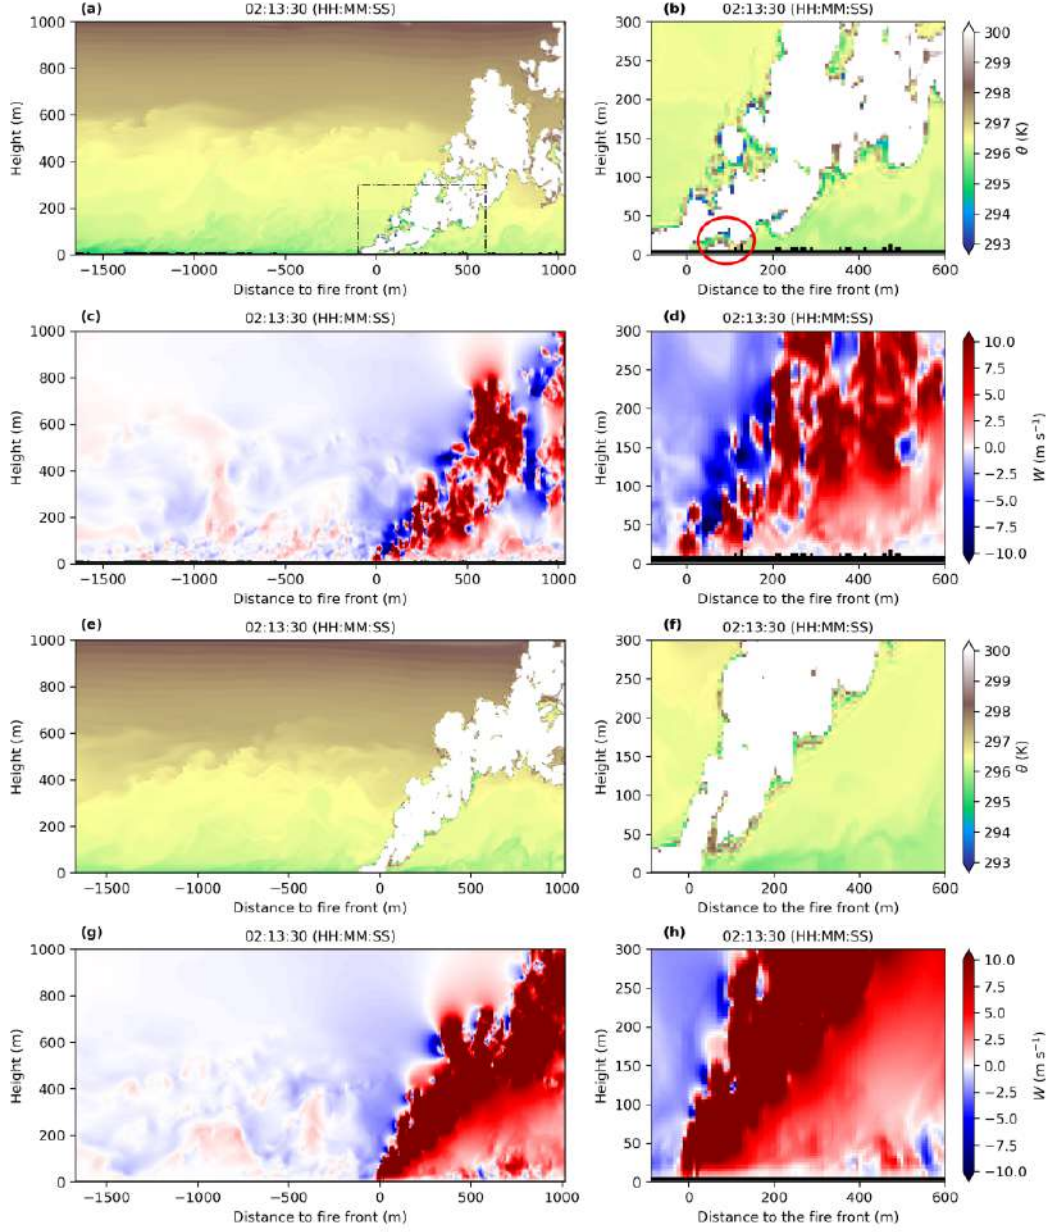 (a) 02:13:30 (HH:MM:SS)
1000
800
600
400
200
0
Height (m)
−1500 −1000 −500 0 500 1000
Distance to fire front (m)
(b) 02:13:30 (HH:MM:SS)
300
250
200
150
100
50
0
Height (m)
0 200 400 600
Distance to the fire front (m)
300
299
298
297
296
295
294
293
θ (K)
(c) 02:13:30 (HH:MM:SS)
1000
800
600
400
200
0
Height (m)
−1500 −1000 −500 0 500 1000
Distance to fire front (m)
(d) 02:13:30 (HH:MM:SS)
300
250
200
150
100
50
0
Height (m)
0 200 400 600
Distance to the fire front (m)
10.0
7.5
5.0
2.5
0.0
−2.5
−5.0
−7.5
−10.0
W (m s⁻¹)
(e) 02:13:30 (HH:MM:SS)
1000
800
600
400
200
0
Height (m)
−1500 −1000 −500 0 500 1000
Distance to fire front (m)
(f) 02:13:30 (HH:MM:SS)
300
250
200
150
100
50
0
Height (m)
0 200 400 600
Distance to the fire front (m)
300
299
298
297
296
295
294
293
θ (K)
(g) 02:13:30 (HH:MM:SS)
1000
800
600
400
200
0
Height (m)
−1500 −1000 −500 0 500 1000
Distance to fire front (m)
(h) 02:13:30 (HH:MM:SS)
300
250
200
150
100
50
0
Height (m)
0 200 400 600
Distance to the fire front (m)
10.0
7.5
5.0
2.5
0.0
−2.5
−5.0
−7.5
−10.0
W (m s⁻¹)